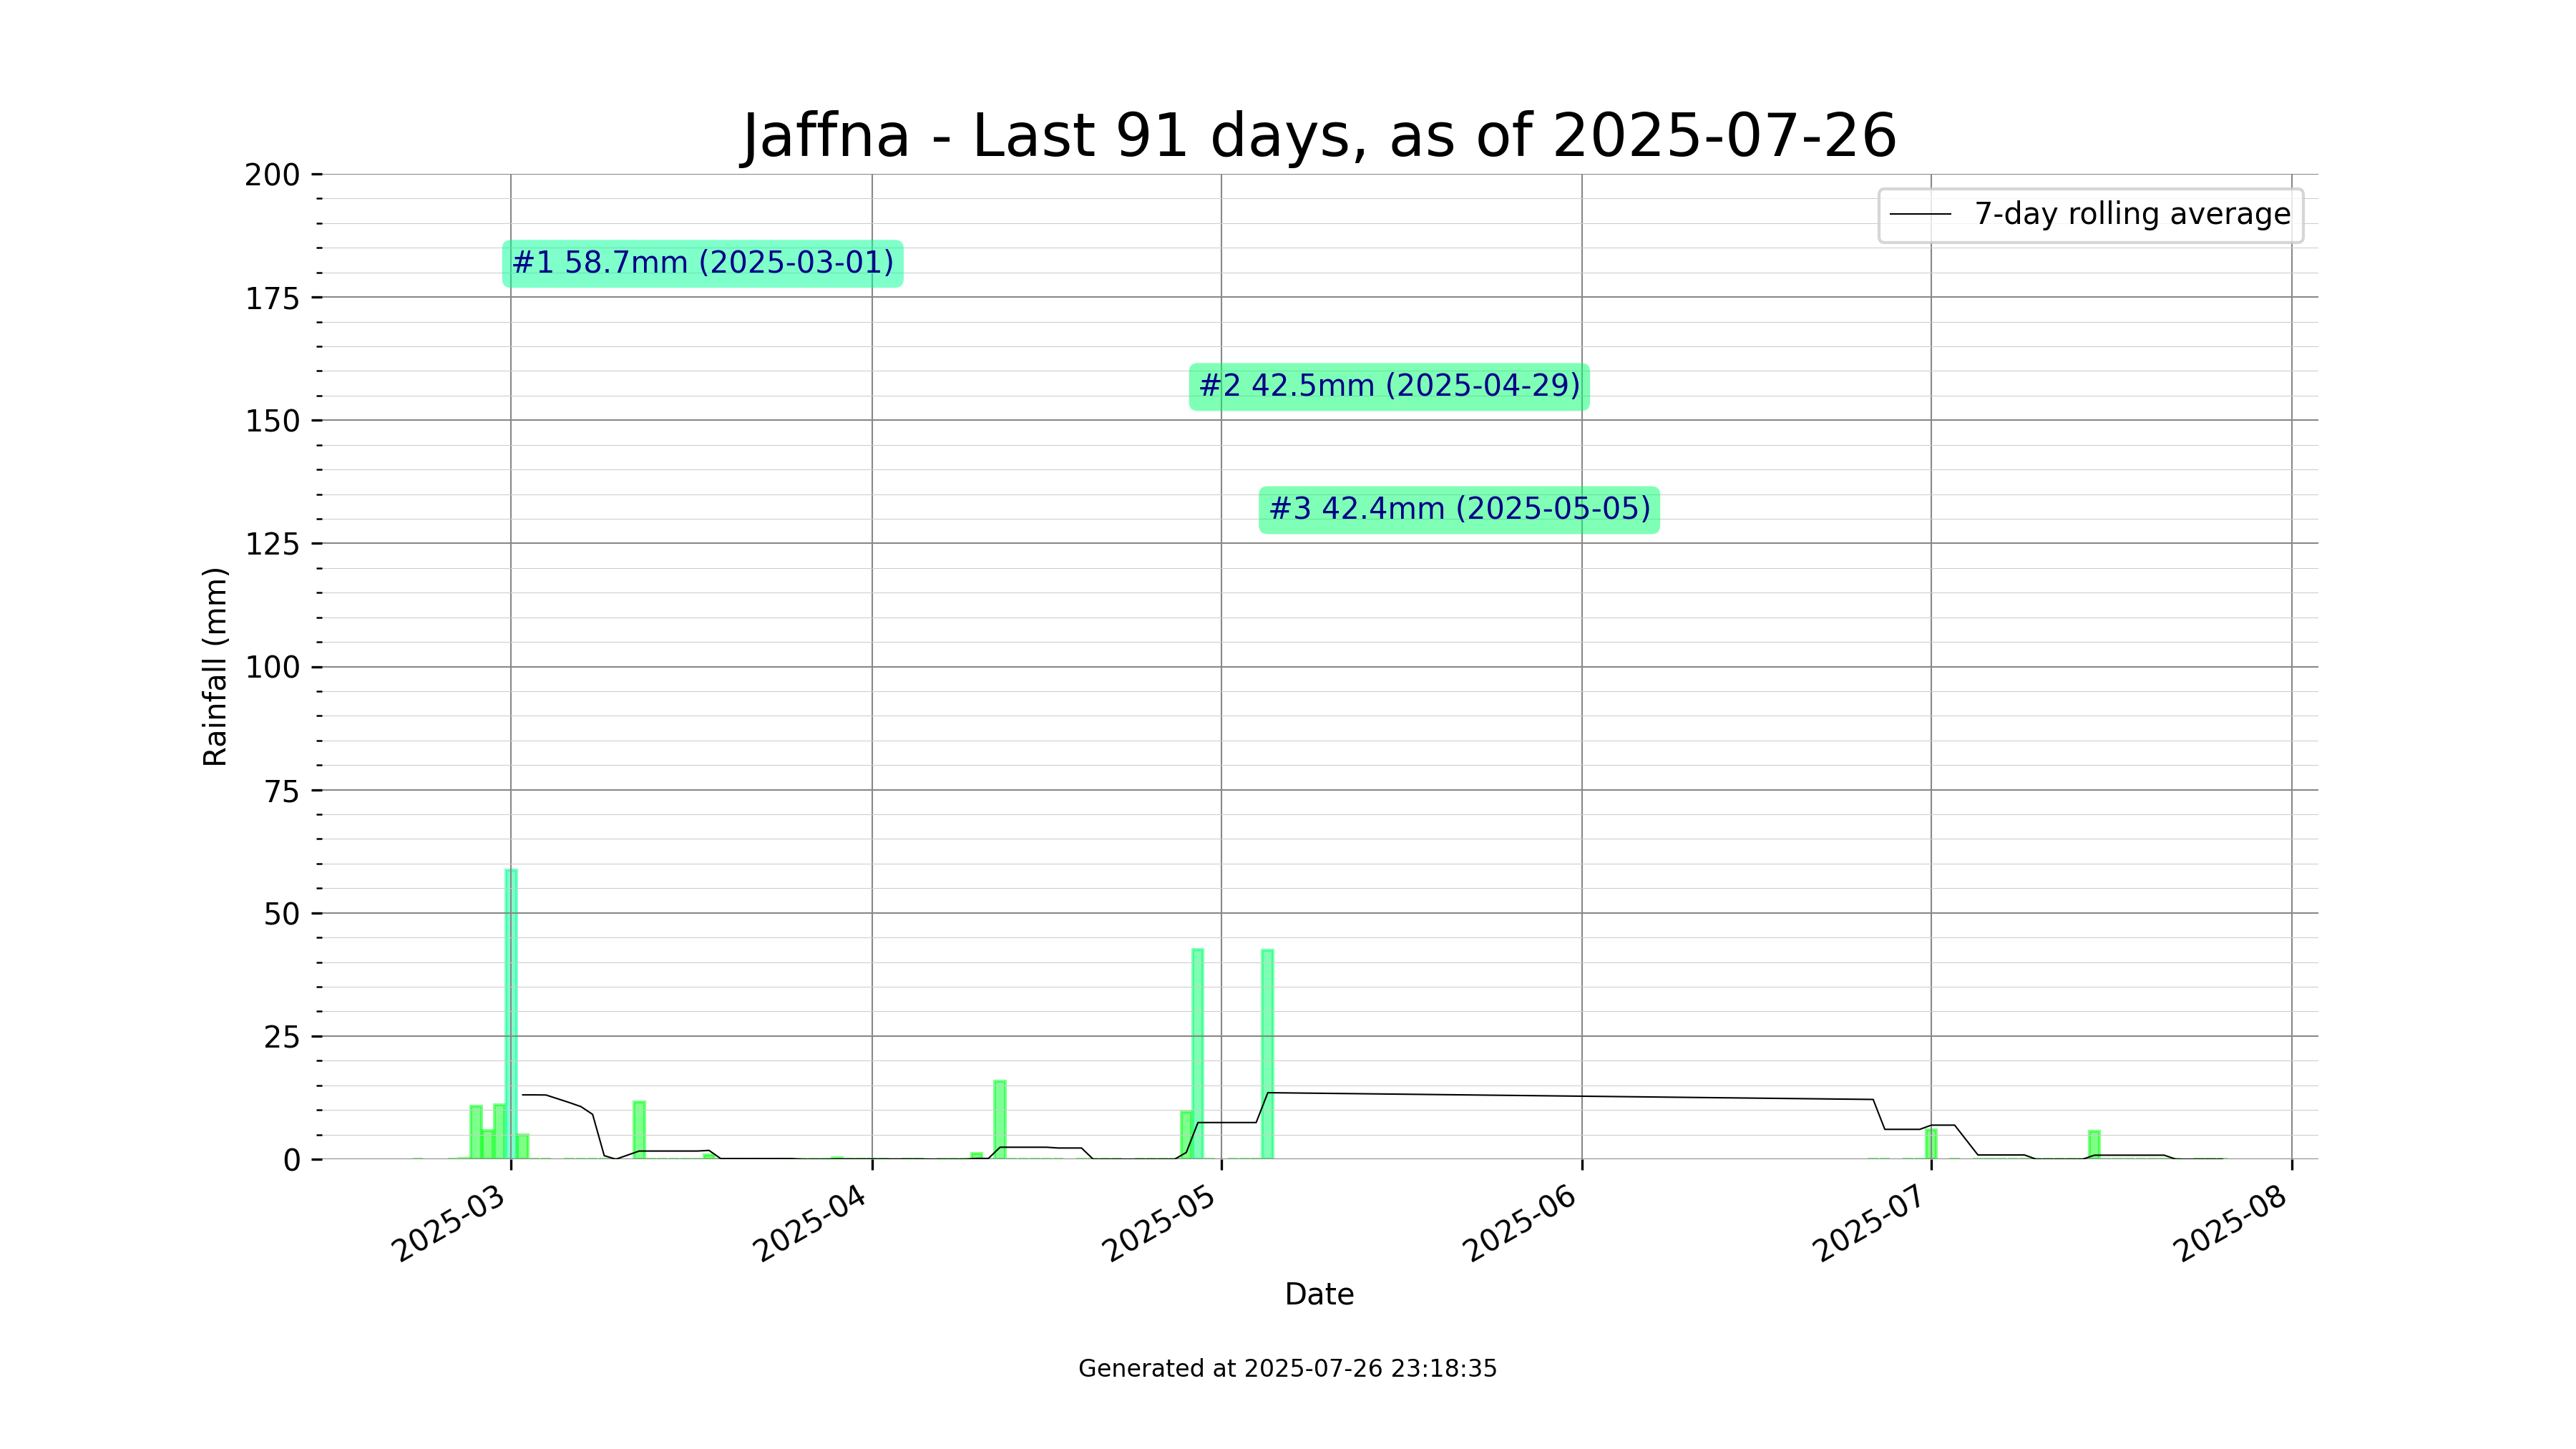 Jaffna - Last 91 days, as of 2025-07-26
7-day rolling average
#1 58.7mm (2025-03-01)
#2 42.5mm (2025-04-29)
#3 42.4mm (2025-05-05)
Rainfall (mm)
200
175
150
125
100
75
50
25
0
2025-03
2025-04
2025-05
2025-06
2025-07
2025-08
Date
Generated at 2025-07-26 23:18:35